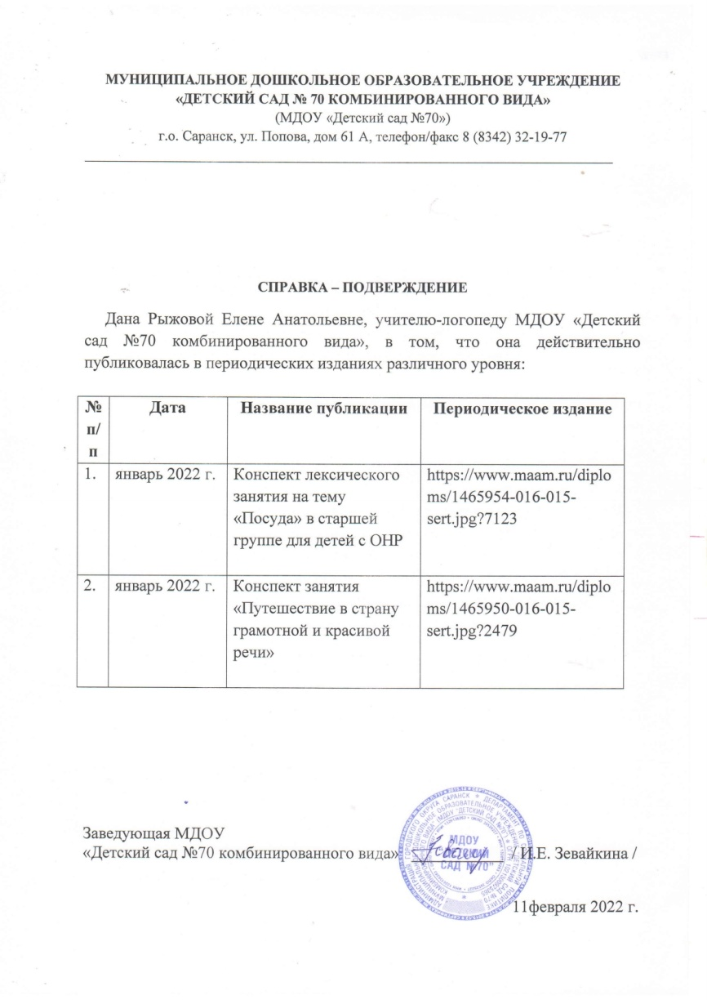 МУНИЦИПАЛЬНОЕ ДОШКОЛЬНОЕ ОБРАЗОВАТЕЛЬНОЕ УЧРЕЖДЕНИЕ
«ДЕТСКИЙ САД № 70 КОМБИНИРОВАННОГО ВИДА»
(МДОУ «Детский сад №70»)
г.о. Саранск, ул. Попова, дом 61 А, телефон/факс 8 (8342) 32-19-77
СПРАВКА – ПОДВЕРЖДЕНИЕ
Дана Рыжовой Елене Анатольевне, учителю-логопеду МДОУ «Детский
сад №70 комбинированного вида», в том, что она действительно
публиковалась в периодических изданиях различного уровня:
№
п/
п
Дата
Название публикации
Периодическое издание
1.
январь 2022 г.
Конспект лексического
занятия на тему
«Посуда» в старшей
группе для детей с ОНР
https://www.maam.ru/diplo
ms/1465954-016-015-
sert.jpg?7123
2.
январь 2022 г.
Конспект занятия
«Путешествие в страну
грамотной и красивой
речи»
https://www.maam.ru/diplo
ms/1465950-016-015-
sert.jpg?2479
Заведующая МДОУ
«Детский сад №70 комбинированного вида» / И.Е. Зевайкина /
МДОУ
"ДЕТСКИЙ
САД №70"
11февраля 2022 г.